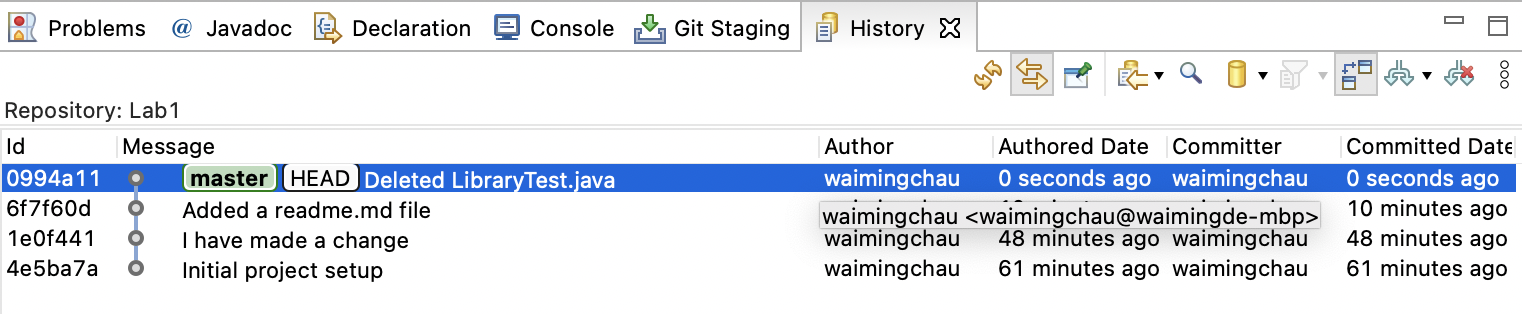 Problems @ Javadoc Declaration Console Git Staging History
Repository: Lab1
Id Message Author Authored Date Committer Committed Date
0994a11 master HEAD Deleted LibraryTest.java waimingchau 0 seconds ago waimingchau 0 seconds ago
6f7f60d Added a readme.md file 10 minutes ago
waimingchau <waimingchau@waimingde-mbp>
1e0f441 I have made a change waimingchau 48 minutes ago waimingchau 48 minutes ago
4e5ba7a Initial project setup waimingchau 61 minutes ago waimingchau 61 minutes ago